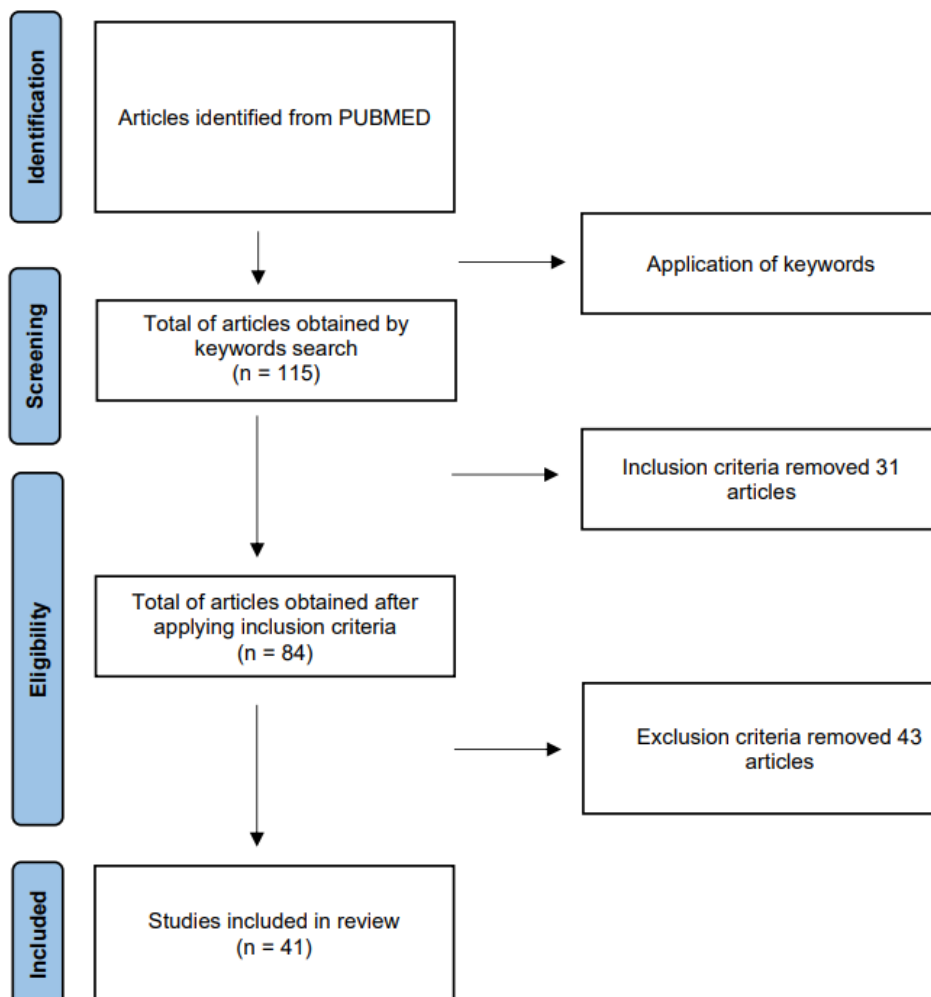 Identification
Articles identified from PUBMED
Application of keywords
Screening
Total of articles obtained by
keywords search
(n = 115)
Inclusion criteria removed 31
articles
Eligibility
Total of articles obtained after
applying inclusion criteria
(n = 84)
Exclusion criteria removed 43
articles
Included
Studies included in review
(n = 41)